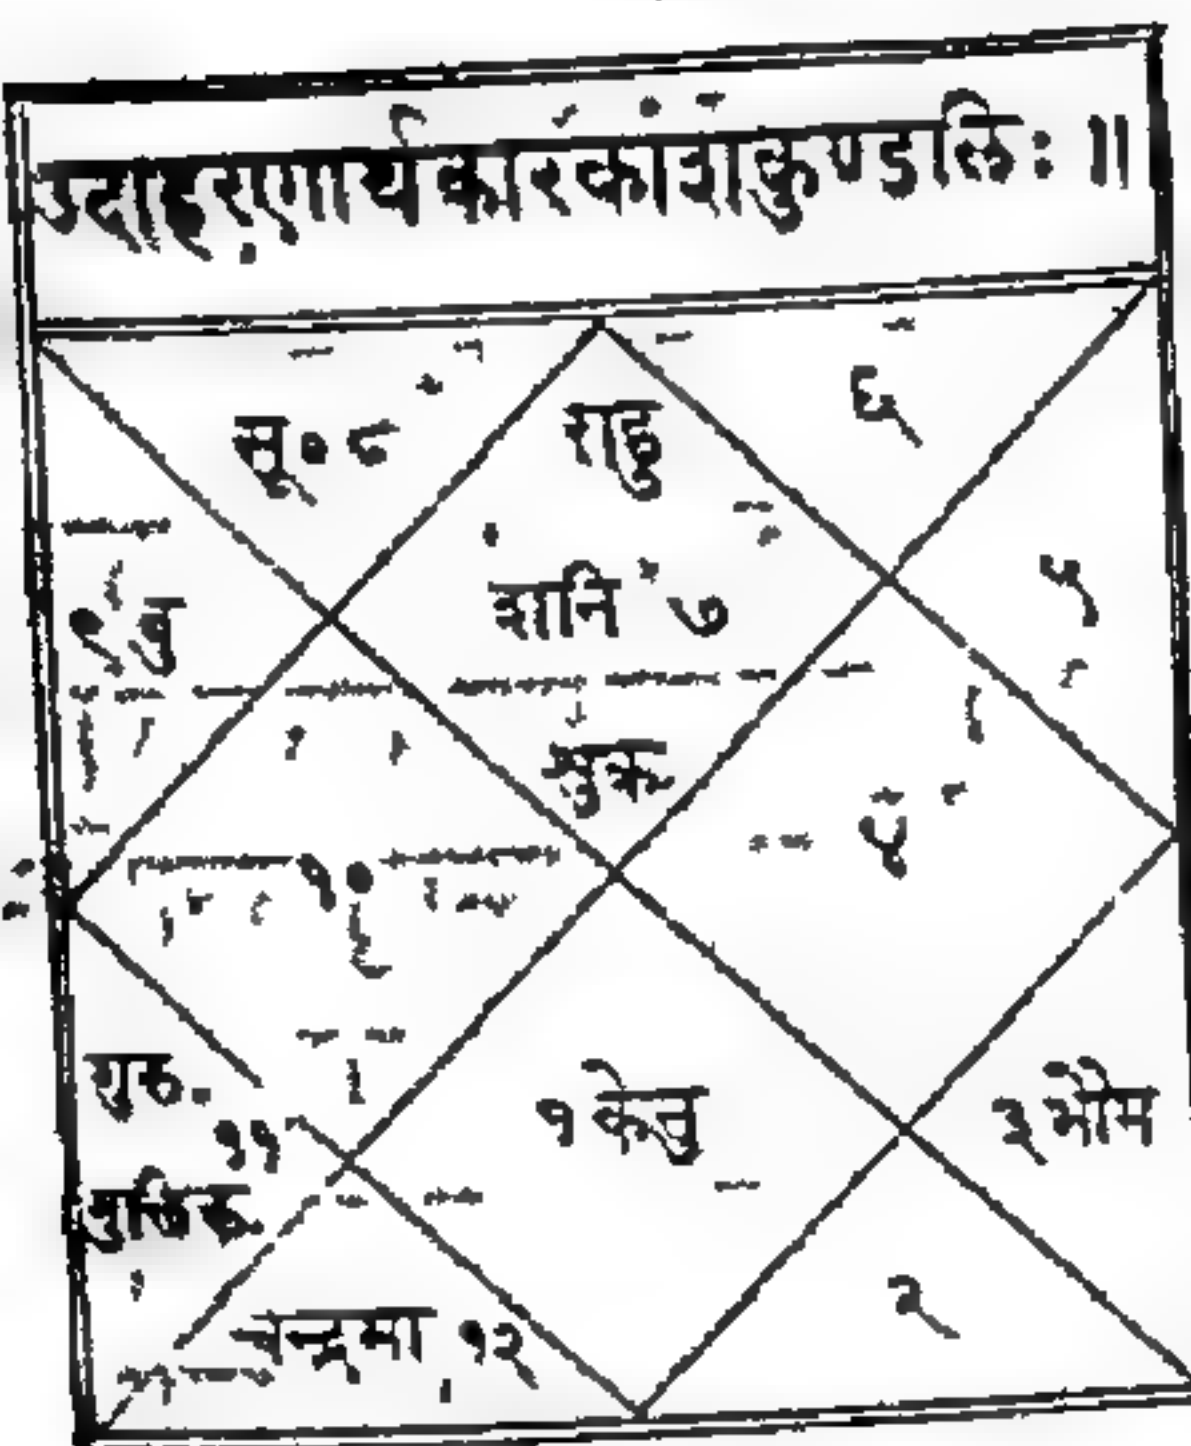 उदाहरणार्थकारकांशकुण्डलिः ॥
सू० ८
राहु
६
शनि ७
५
९ बु
शुक्र
४
१०
गुरु.
११
१ केतु
३ भौम
गुलिक.
२
चन्द्रमा १२